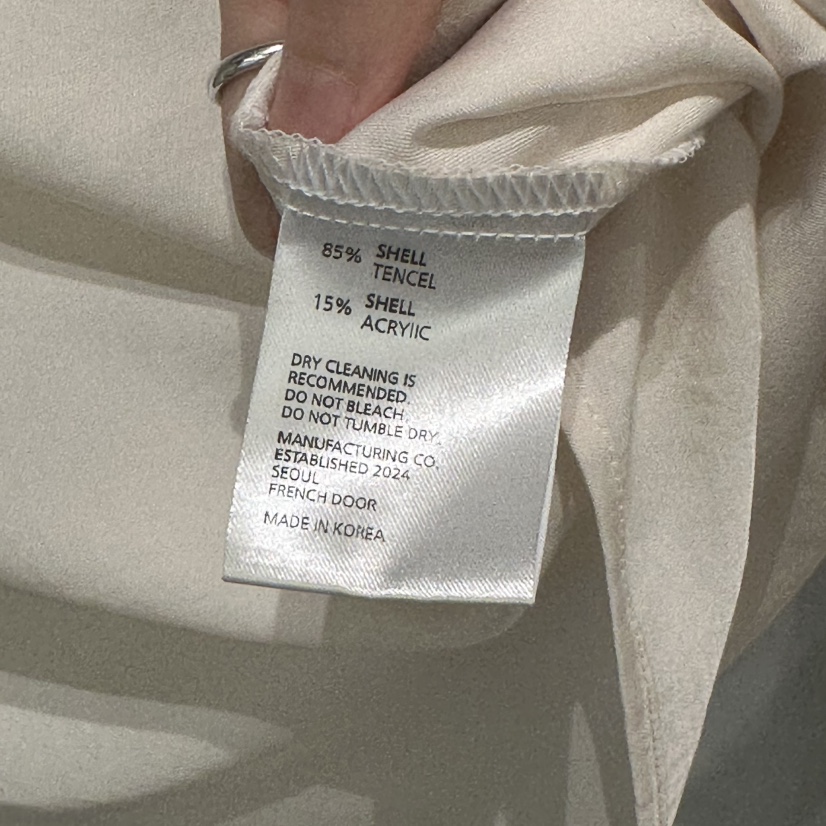 85% SHELL
TENCEL
15% SHELL
ACRYIIC
DRY CLEANING IS
RECOMMENDED.
DO NOT BLEACH.
DO NOT TUMBLE DRY.
MANUFACTURING CO.
ESTABLISHED 2024
SEOUL
FRENCH DOOR
MADE IN KOREA